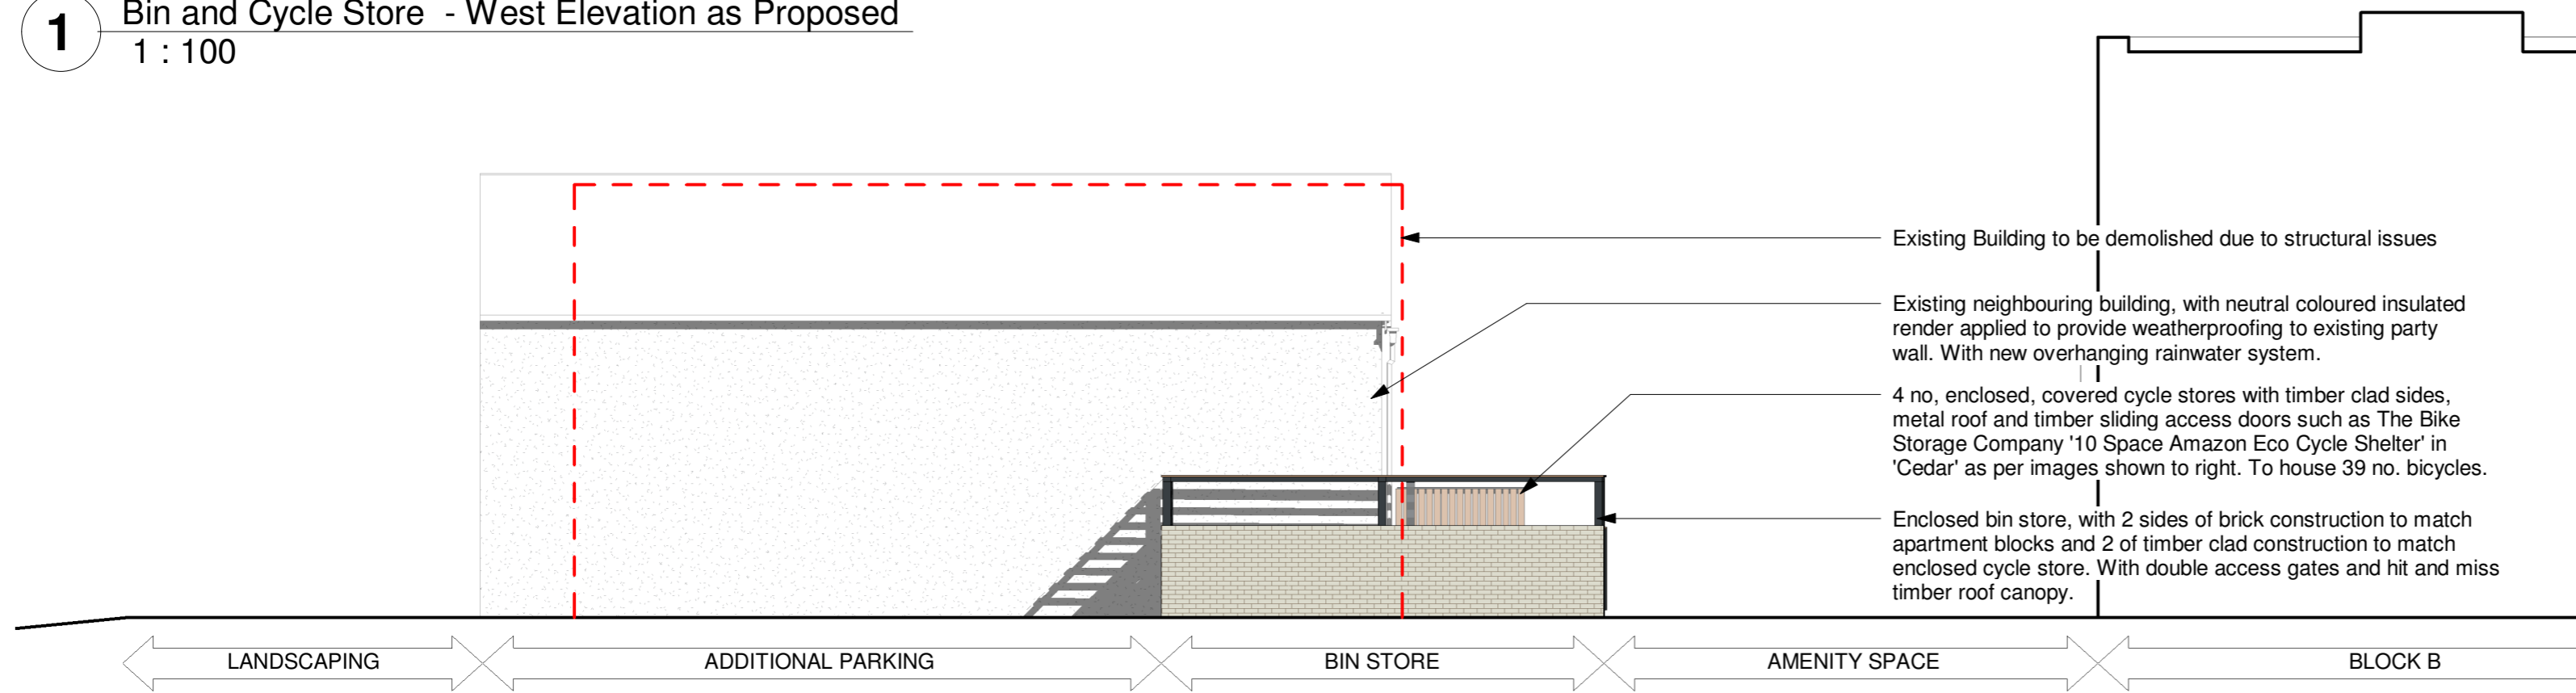 1
Bin and Cycle Store - West Elevation as Proposed
1 : 100
Existing Building to be demolished due to structural issues
Existing neighbouring building, with neutral coloured insulated
render applied to provide weatherproofing to existing party
wall. With new overhanging rainwater system.
4 no, enclosed, covered cycle stores with timber clad sides,
metal roof and timber sliding access doors such as The Bike
Storage Company '10 Space Amazon Eco Cycle Shelter' in
'Cedar' as per images shown to right. To house 39 no. bicycles.
Enclosed bin store, with 2 sides of brick construction to match
apartment blocks and 2 of timber clad construction to match
enclosed cycle store. With double access gates and hit and miss
timber roof canopy.
LANDSCAPING
ADDITIONAL PARKING
BIN STORE
AMENITY SPACE
BLOCK B